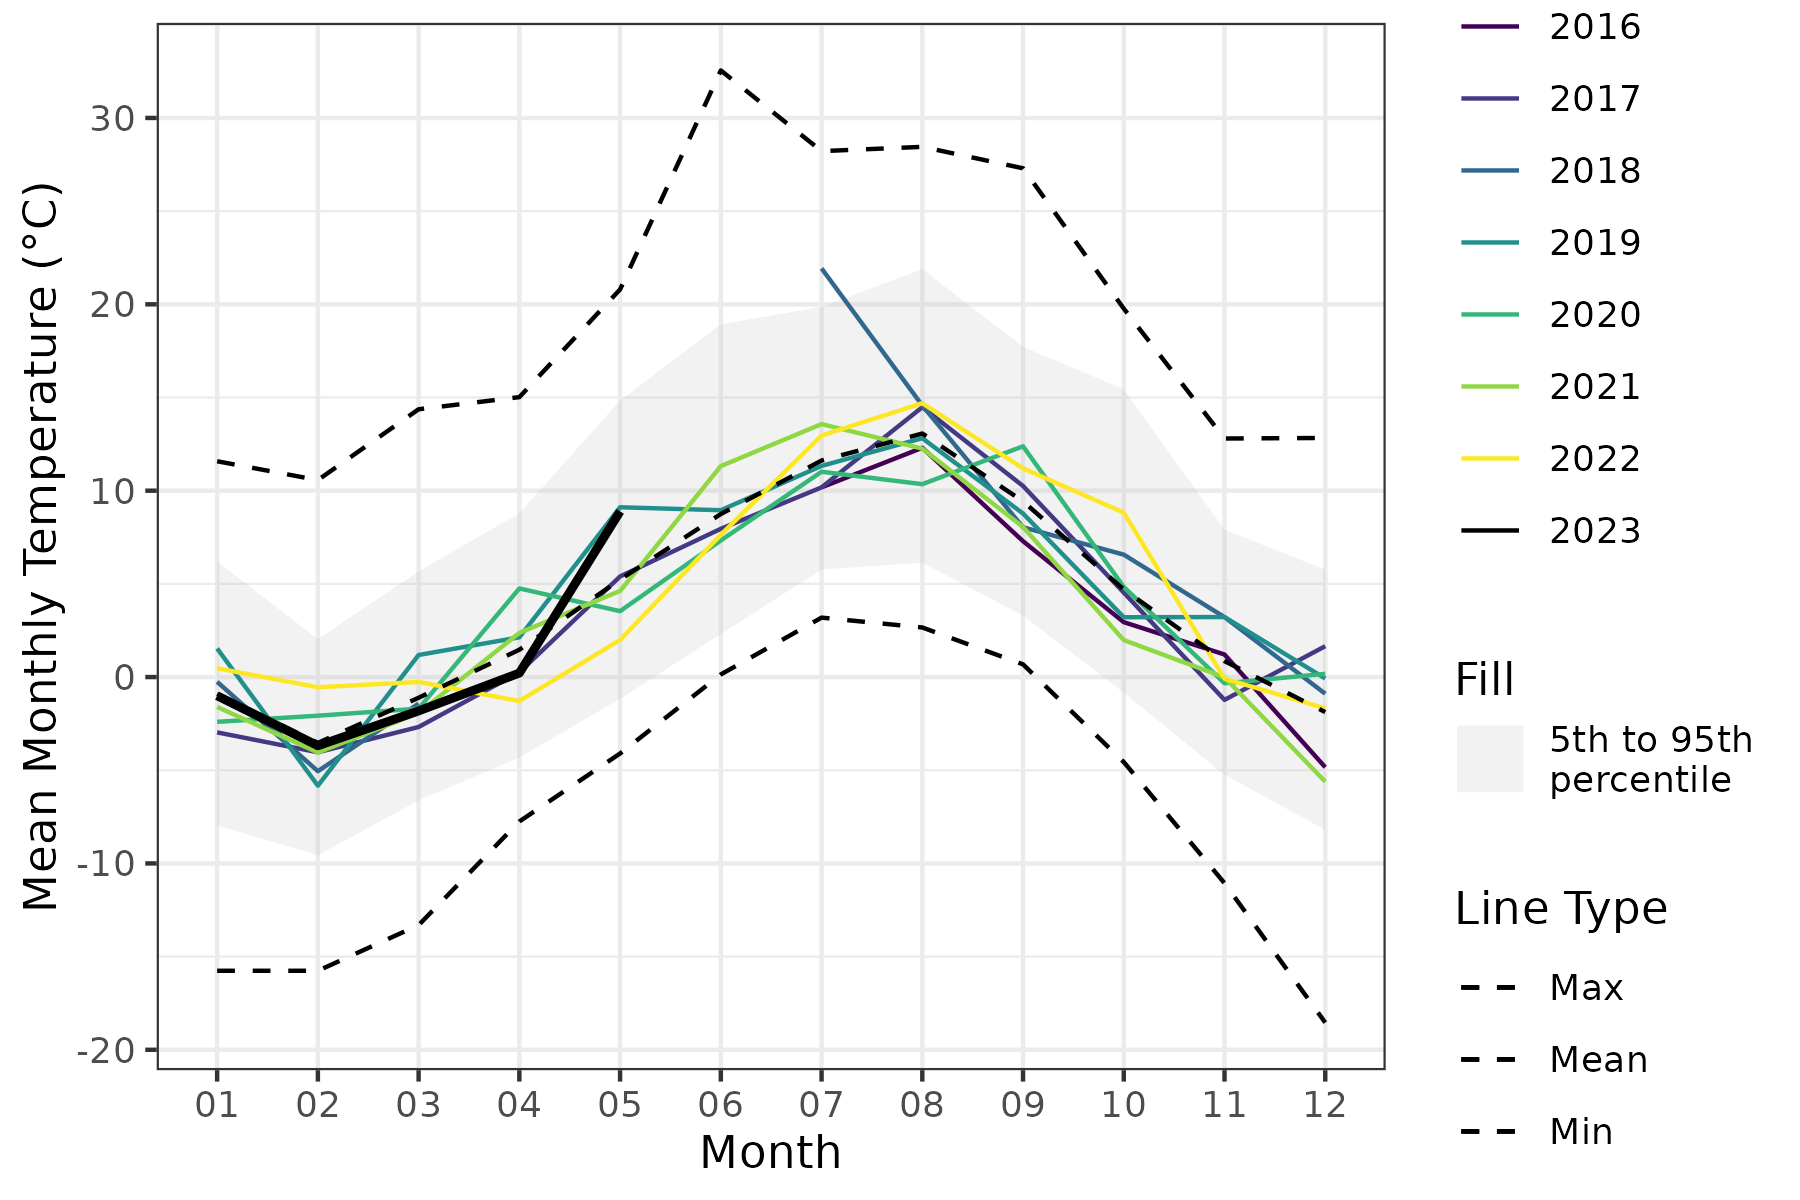 Mean Monthly Temperature (°C)
30
20
10
0
-10
-20
01 02 03 04 05 06 07 08 09 10 11 12
Month
2016
2017
2018
2019
2020
2021
2022
2023
Fill
5th to 95th
percentile
Line Type
Max
Mean
Min